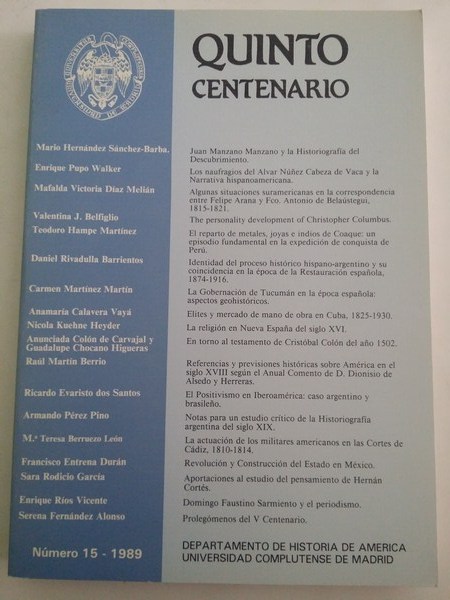 QUINTO
CENTENARIO
Mario Hernández Sánchez-Barba.
Juan Manzano Manzano y la Historiografía del
Descubrimiento.
Enrique Pupo Walker
Los naufragios del Alvar Núñez Cabeza de Vaca y la
Narrativa hispanoamericana.
Mafalda Victoria Díaz Melián
Algunas situaciones suramericanas en la correspondencia
entre Felipe Arana y Fco. Antonio de Belaústegui,
1815-1821.
Valentina J. Belfiglio
The personality development of Christopher Columbus.
Teodoro Hampe Martínez
El reparto de metales, joyas e indios de Coaque: un
episodio fundamental en la expedición de conquista de
Perú.
Daniel Rivadulla Barrientos
Identidad del proceso histórico hispano-argentino y su
coincidencia en la época de la Restauración española,
1874-1916.
Carmen Martínez Martín
La Gobernación de Tucumán en la época española:
aspectos geohistóricos.
Anamaría Calavera Vayá
Elites y mercado de mano de obra en Cuba, 1825-1930.
Nicola Kuehne Heyder
La religión en Nueva España del siglo XVI.
Anunciada Colón de Carvajal y
Guadalupe Chocano Higueras
En torno al testamento de Cristóbal Colón del año 1502.
Raúl Martín Berrio
Referencias y previsiones históricas sobre América en el
siglo XVIII según el Anual Comento de D. Dionisio de
Alsedo y Herreras.
Ricardo Evaristo dos Santos
El Positivismo en Iberoamérica: caso argentino y
brasileño.
Armando Pérez Pino
Notas para un estudio crítico de la Historiografía
argentina del siglo XIX.
M.ª Teresa Berruezo León
La actuación de los militares americanos en las Cortes de
Cádiz, 1810-1814.
Francisco Entrena Durán
Revolución y Construcción del Estado en México.
Sara Rodicio García
Aportaciones al estudio del pensamiento de Hernán
Cortés.
Enrique Ríos Vicente
Domingo Faustino Sarmiento y el periodismo.
Serena Fernández Alonso
Prolegómenos del V Centenario.
Número 15 - 1989
DEPARTAMENTO DE HISTORIA DE AMERICA
UNIVERSIDAD COMPLUTENSE DE MADRID